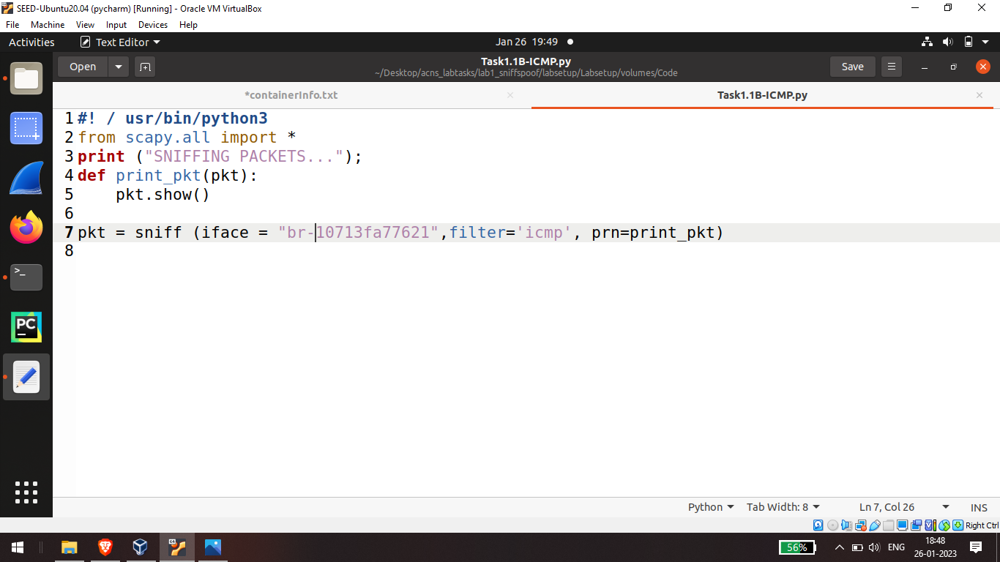 SEED-Ubuntu20.04 (pycharm) [Running] - Oracle VM VirtualBox
File Machine View Input Devices Help
Activities Text Editor Jan 26 19:49
Open Task1.1B-ICMP.py Save
~/Desktop/acns_labtasks/lab1_sniffspoof/labsetup/Labsetup/volumes/Code
*containerInfo.txt Task1.1B-ICMP.py
1 #! / usr/bin/python3
2 from scapy.all import *
3 print ("SNIFFING PACKETS...");
4 def print_pkt(pkt):
5     pkt.show()
6
7 pkt = sniff (iface = "br-10713fa77621",filter='icmp', prn=print_pkt)
8
>_
PC
Python Tab Width: 8 Ln 7, Col 26 INS
Right Ctrl
64
56% ENG 18:48
26-01-2023